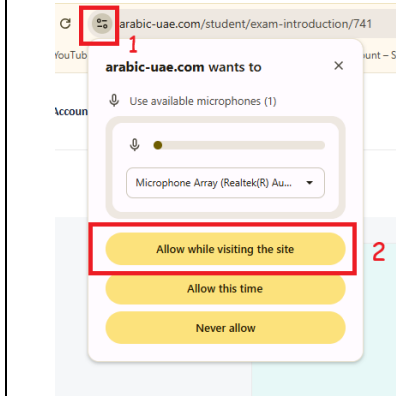 arabic-uae.com/student/exam-introduction/741
1
YouTub
unt – S
arabic-uae.com wants to
Use available microphones (1)
Accoun
Microphone Array (Realtek(R) Au...
Allow while visiting the site
2
Allow this time
Never allow